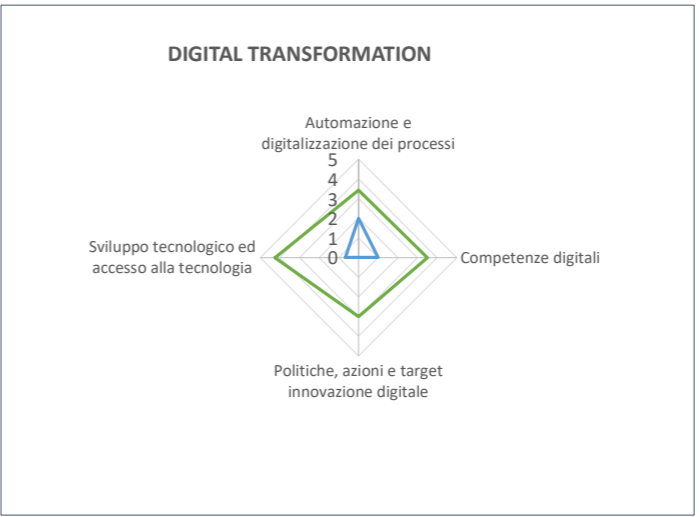 DIGITAL TRANSFORMATION
Automazione e
digitalizzazione dei processi
5
4
3
2
1
0
Sviluppo tecnologico ed
accesso alla tecnologia
Competenze digitali
Politiche, azioni e target
innovazione digitale